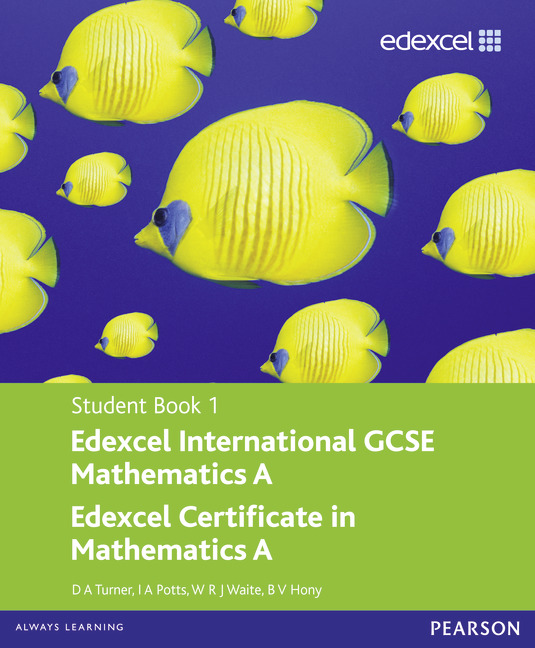 edexcel
Student Book 1
Edexcel International GCSE
Mathematics A
Edexcel Certificate in
Mathematics A
D A Turner, I A Potts, W R J Waite, B V Hony
ALWAYS LEARNING
PEARSON